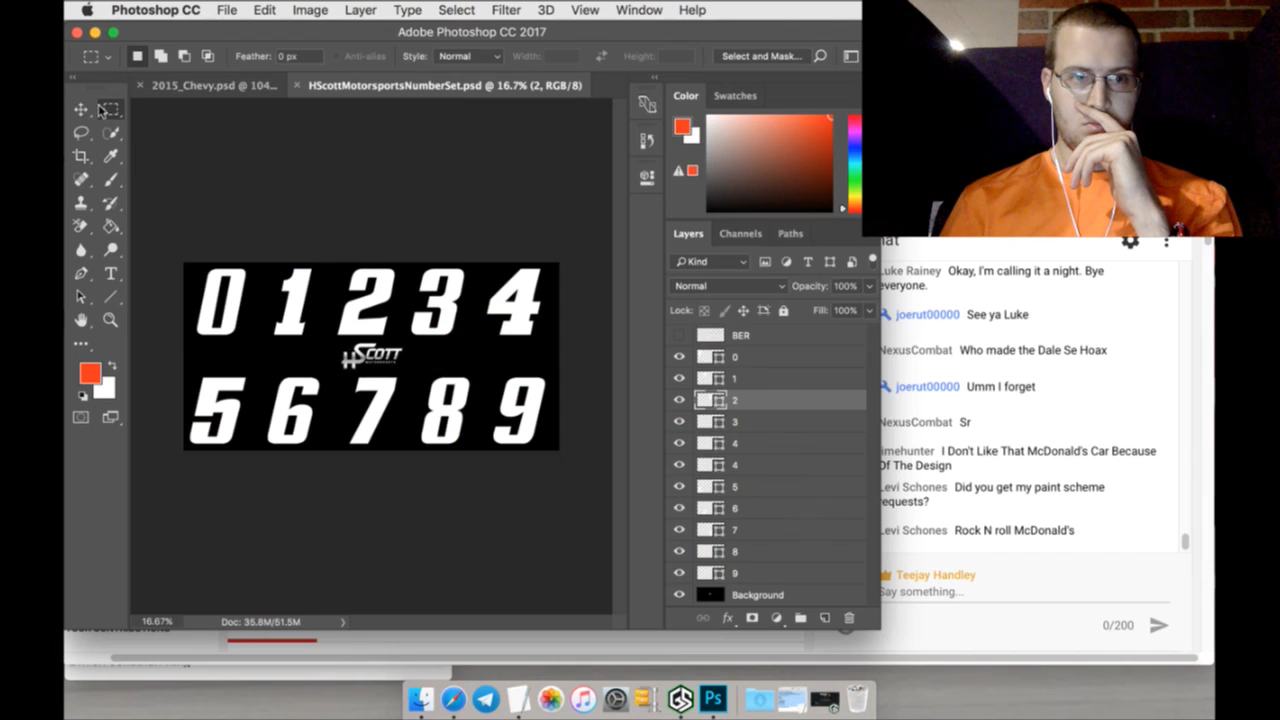 Photoshop CC File Edit Image Layer Type Select Filter 3D View Window Help
Adobe Photoshop CC 2017
Feather: 0 px Anti-alias Style: Normal Width: Height: Select and Mask...
2015_Chevy.psd @ 104... HScottMotorsportsNumberSet.psd @ 16.7% (2, RGB/8)
Color Swatches
Layers Channels Paths
Kind
Normal Opacity: 100%
Lock: Fill: 100%
BER
0
1
2
3
4
4
5
6
7
8
9
Background
0 1 2 3 4
HScott
5 6 7 8 9
16.67% Doc: 35.8M/51.5M
Luke Rainey Okay, I'm calling it a night. Bye
everyone.
joerut00000 See ya Luke
NexusCombat Who made the Dale Se Hoax
joerut00000 Umm I forget
NexusCombat Sr
imehunter I Don't Like That McDonald's Car Because
Of The Design
Levi Schones Did you get my paint scheme
requests?
Levi Schones Rock N roll McDonald's
Teejay Handley
Say something...
0/200
GS Ps